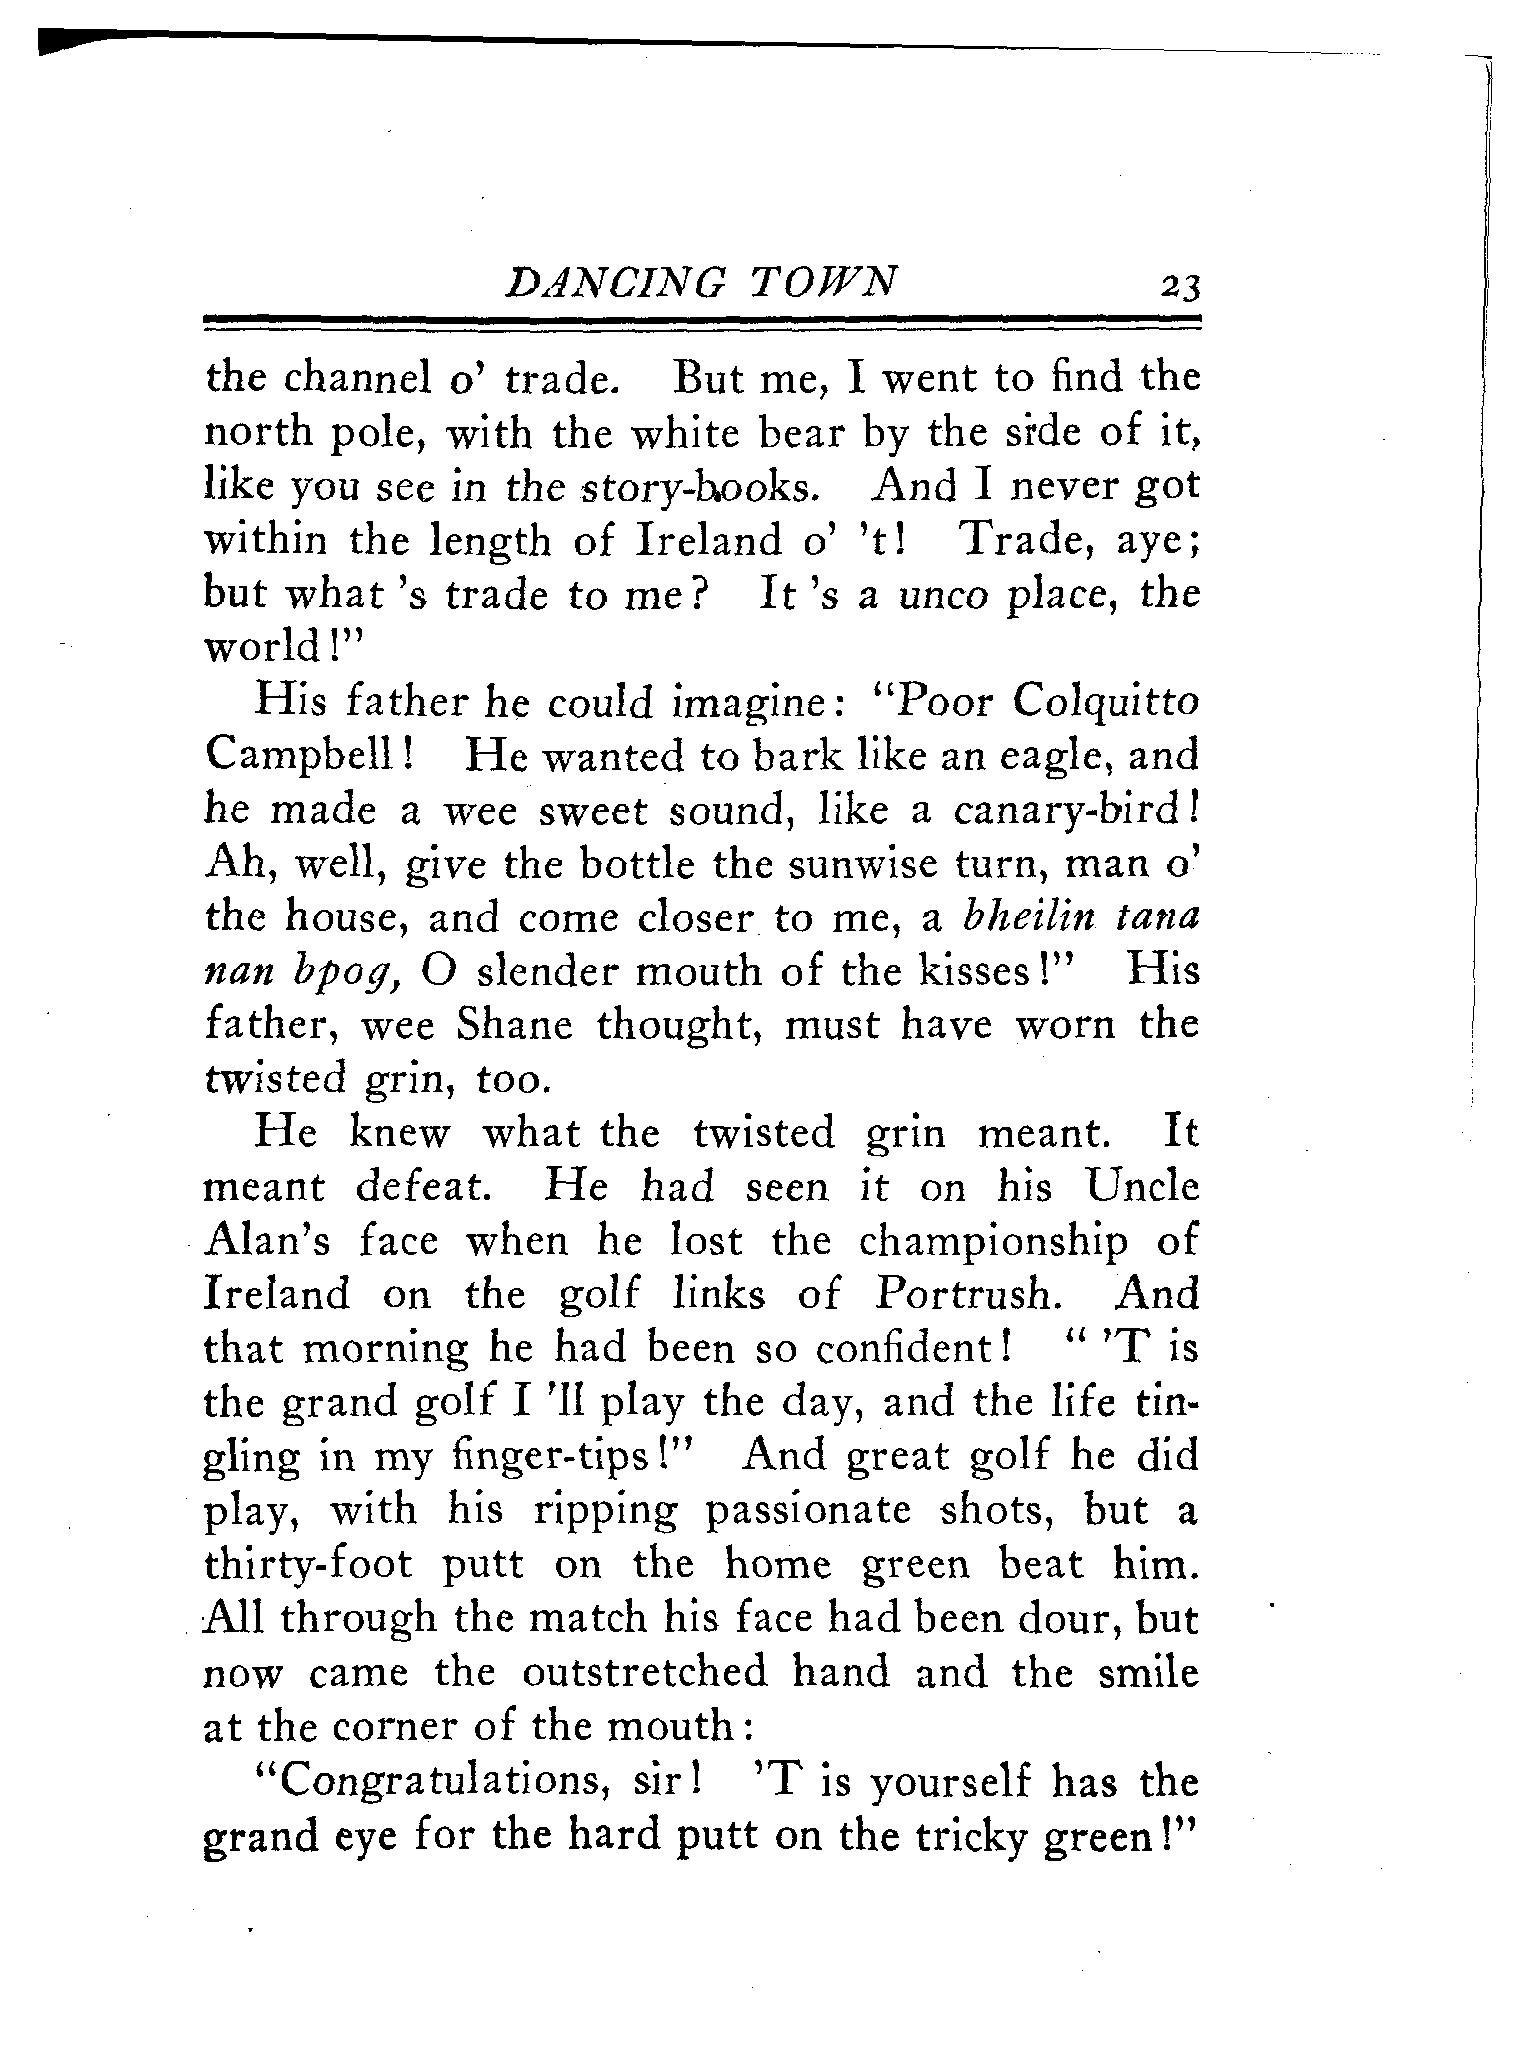 DANCING TOWN 23
the channel o' trade. But me, I went to find the
north pole, with the white bear by the side of it,
like you see in the story-books. And I never got
within the length of Ireland o' 't! Trade, aye;
but what 's trade to me? It 's a unco place, the
world!"
His father he could imagine: "Poor Colquitto
Campbell! He wanted to bark like an eagle, and
he made a wee sweet sound, like a canary-bird!
Ah, well, give the bottle the sunwise turn, man o'
the house, and come closer to me, a bheilin tana
nan bpog, O slender mouth of the kisses!" His
father, wee Shane thought, must have worn the
twisted grin, too.
He knew what the twisted grin meant. It
meant defeat. He had seen it on his Uncle
Alan's face when he lost the championship of
Ireland on the golf links of Portrush. And
that morning he had been so confident! " 'T is
the grand golf I 'll play the day, and the life tin-
gling in my finger-tips!" And great golf he did
play, with his ripping passionate shots, but a
thirty-foot putt on the home green beat him.
All through the match his face had been dour, but
now came the outstretched hand and the smile
at the corner of the mouth:
"Congratulations, sir! 'T is yourself has the
grand eye for the hard putt on the tricky green!"